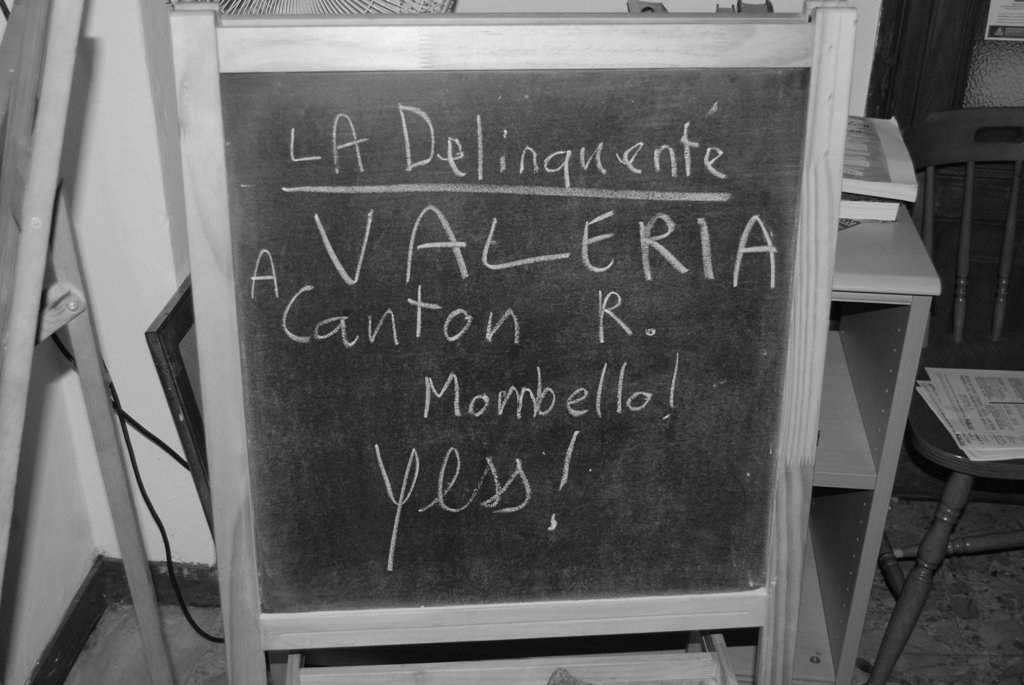 LA Delinquente
VALERIA
A Canton R.
Mombello!
Yess!